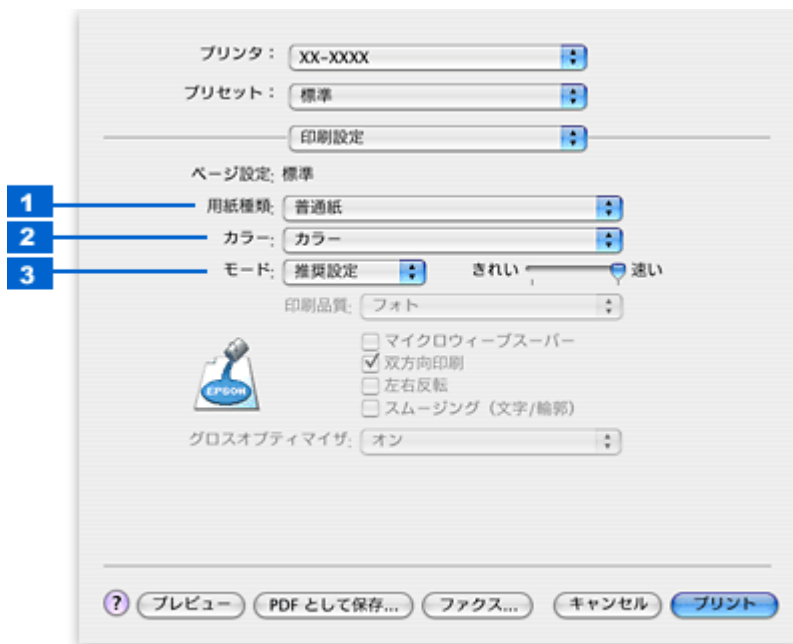 プリンタ： XX-XXXX
プリセット： 標準
印刷設定
ページ設定: 標準
1 用紙種類: 普通紙
2 カラー: カラー
3 モード: 推奨設定 きれい 速い
印刷品質: フォト
マイクロウィーブスーパー
双方向印刷
左右反転
EPSON
スムージング（文字/輪郭）
グロスオプティマイザ: オン
? プレビュー PDF として保存... ファクス... キャンセル プリント